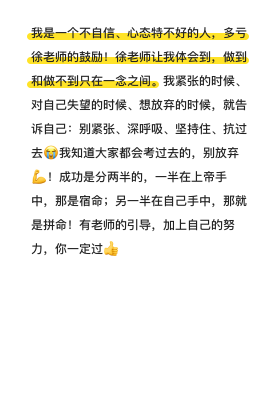 我是一个不自信、心态特不好的人，多亏
徐老师的鼓励！徐老师让我体会到，做到
和做不到只在一念之间。我紧张的时候、
对自己失望的时候、想放弃的时候，就告
诉自己：别紧张、深呼吸、坚持住、抗过
去😭我知道大家都会考过去的，别放弃
💪！成功是分两半的，一半在上帝手
中，那是宿命；另一半在自己手中，那就
是拼命！有老师的引导，加上自己的努
力，你一定过👍